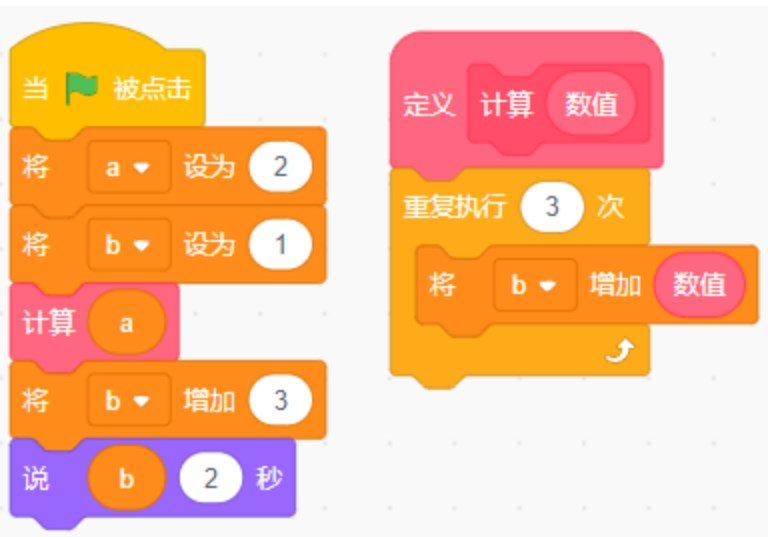 当 被点击
将 a 设为 2
将 b 设为 1
计算 a
将 b 增加 3
说 b 2 秒
定义 计算 数值
重复执行 3 次
将 b 增加 数值